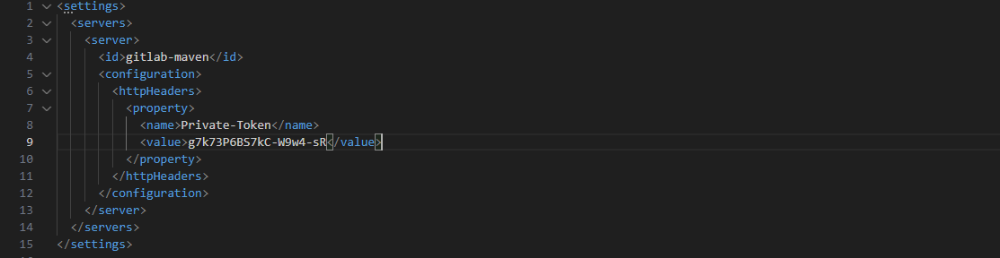 1 <settings>
2 <servers>
3 <server>
4 <id>gitlab-maven</id>
5 <configuration>
6 <httpHeaders>
7 <property>
8 <name>Private-Token</name>
9 <value>g7k73P6BS7kC-W9w4-sR</value>
10 </property>
11 </httpHeaders>
12 </configuration>
13 </server>
14 </servers>
15 </settings>